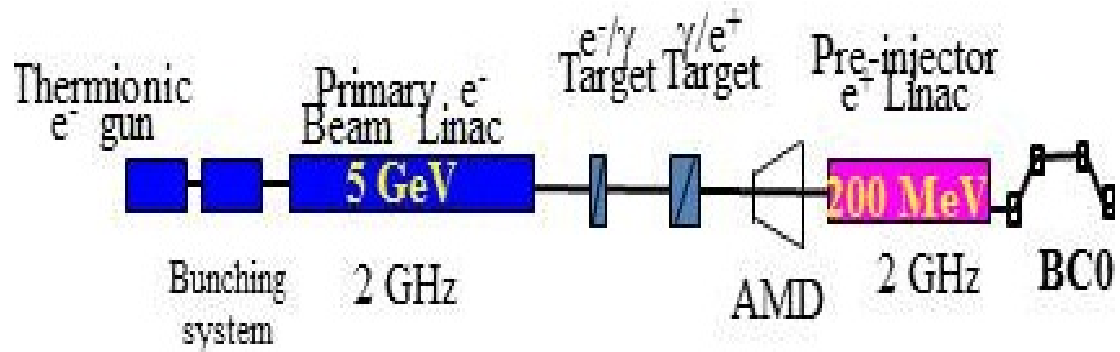 Thermionic
e⁻ gun
Bunching
system
Primary e⁻
Beam Linac
5 GeV
2 GHz
e⁻/γ
Target
γ/e⁺
Target
AMD
Pre-injector
e⁺ Linac
200 MeV
2 GHz
BC0